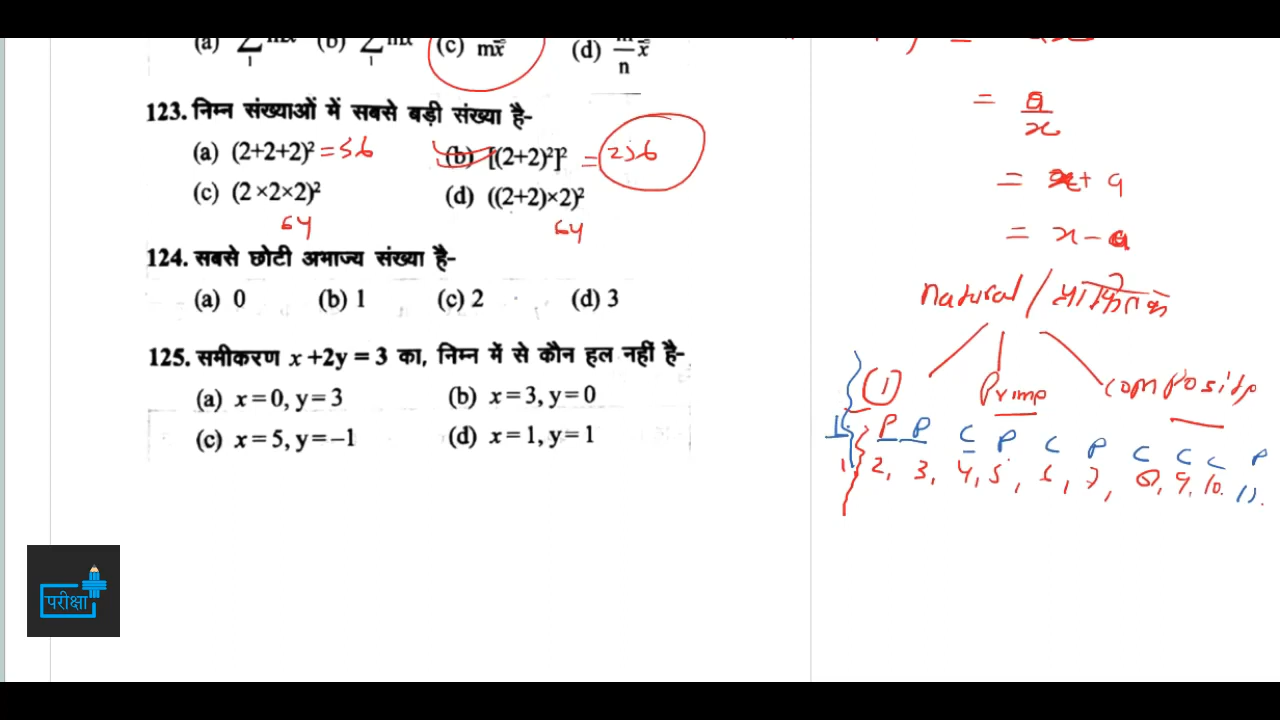 (a) (b) (c) mx̄ (d) m/n x̄
123. निम्न संख्याओं में सबसे बड़ी संख्या है-
(a) (2+2+2)² = 36 (b) [(2+2)²]² = 256
(c) (2 ×2×2)² (d) ((2+2)×2)²
64 64
124. सबसे छोटी अभाज्य संख्या है-
(a) 0 (b) 1 (c) 2 (d) 3
125. समीकरण x +2y = 3 का, निम्न में से कौन हल नहीं है-
(a) x = 0, y = 3 (b) x = 3, y = 0
(c) x = 5, y = –1 (d) x = 1, y = 1
परीक्षा
= a/x
= x + a
= x - a
natural / प्राकृतिक
(1) Prime composite
P P C P C P C C C P
1, 2, 3, 4, 5, 6, 7, 8, 9, 10. 11.